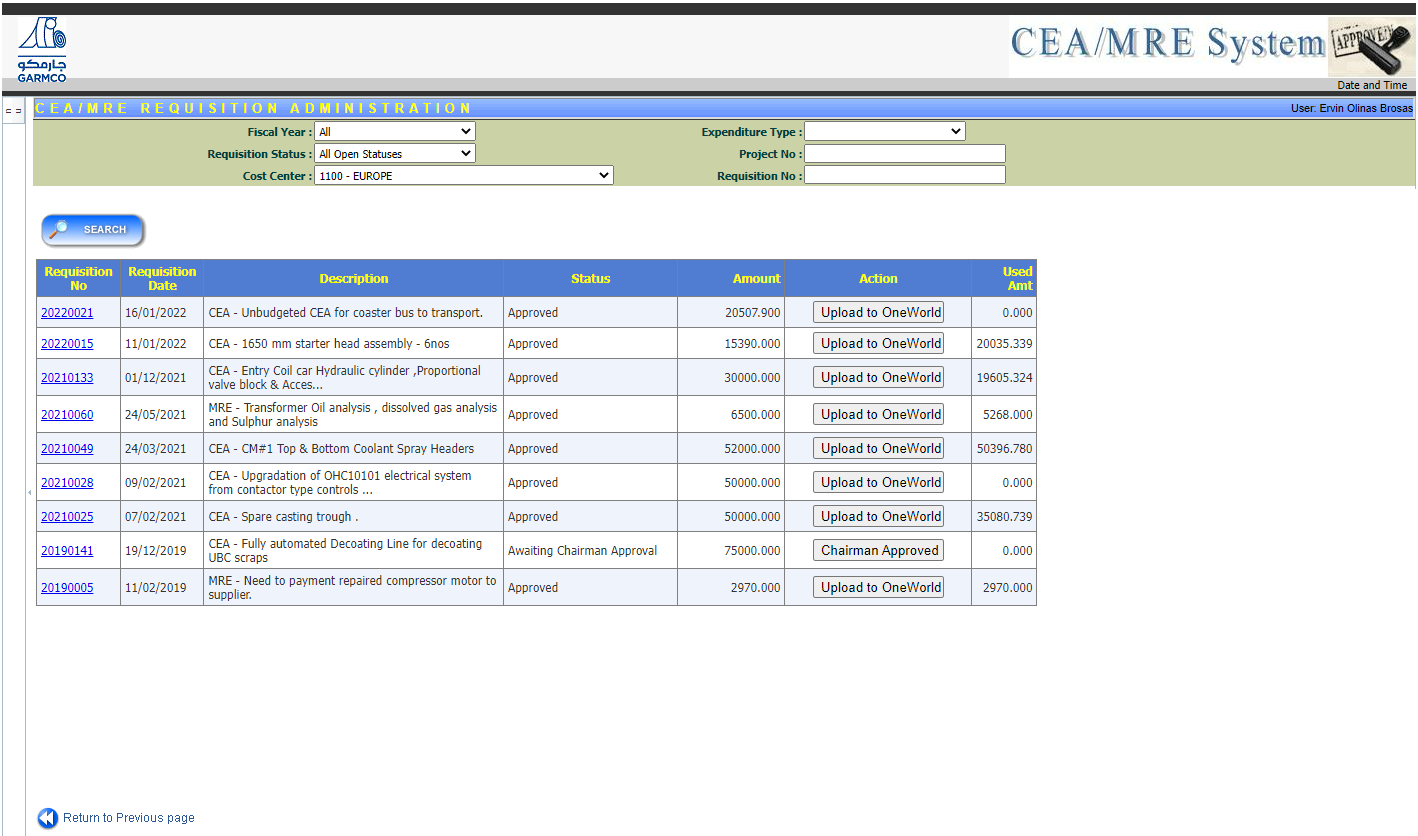 جارمكو
GARMCO
CEA/MRE System
APPROVED
Date and Time
CEA/MRE REQUISITION ADMINISTRATION
User: Ervin Olinas Brosas
Fiscal Year : All
Expenditure Type :
Requisition Status : All Open Statuses
Project No :
Cost Center : 1100 - EUROPE
Requisition No :
SEARCH
Requisition No Requisition Date Description Status Amount Action Used Amt
20220021 16/01/2022 CEA - Unbudgeted CEA for coaster bus to transport. Approved 20507.900 Upload to OneWorld 0.000
20220015 11/01/2022 CEA - 1650 mm starter head assembly - 6nos Approved 15390.000 Upload to OneWorld 20035.339
20210133 01/12/2021 CEA - Entry Coil car Hydraulic cylinder ,Proportional valve block & Acces... Approved 30000.000 Upload to OneWorld 19605.324
20210060 24/05/2021 MRE - Transformer Oil analysis , dissolved gas analysis and Sulphur analysis Approved 6500.000 Upload to OneWorld 5268.000
20210049 24/03/2021 CEA - CM#1 Top & Bottom Coolant Spray Headers Approved 52000.000 Upload to OneWorld 50396.780
20210028 09/02/2021 CEA - Upgradation of OHC10101 electrical system from contactor type controls ... Approved 50000.000 Upload to OneWorld 0.000
20210025 07/02/2021 CEA - Spare casting trough . Approved 50000.000 Upload to OneWorld 35080.739
20190141 19/12/2019 CEA - Fully automated Decoating Line for decoating UBC scraps Awaiting Chairman Approval 75000.000 Chairman Approved 0.000
20190005 11/02/2019 MRE - Need to payment repaired compressor motor to supplier. Approved 2970.000 Upload to OneWorld 2970.000
Return to Previous page